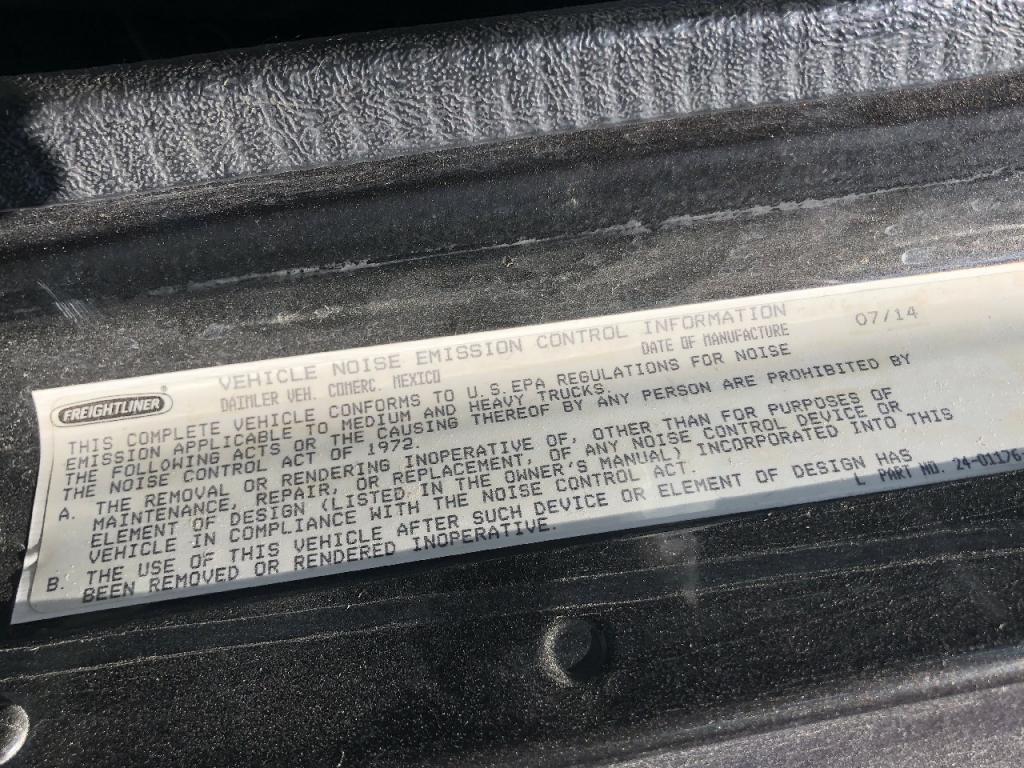 FREIGHTLINER®
VEHICLE NOISE EMISSION CONTROL INFORMATION
DAIMLER VEH. COMERC. MEXICO DATE OF MANUFACTURE 07/14
THIS COMPLETE VEHICLE CONFORMS TO U.S.EPA REGULATIONS FOR NOISE
EMISSION APPLICABLE TO MEDIUM AND HEAVY TRUCKS.
THE FOLLOWING ACTS OR THE CAUSING THEREOF BY ANY PERSON ARE PROHIBITED BY
THE NOISE CONTROL ACT OF 1972.
A. THE REMOVAL OR RENDERING INOPERATIVE OF, OTHER THAN FOR PURPOSES OF
MAINTENANCE, REPAIR, OR REPLACEMENT, OF ANY NOISE CONTROL DEVICE OR
ELEMENT OF DESIGN (LISTED IN THE OWNER'S MANUAL) INCORPORATED INTO THIS
VEHICLE IN COMPLIANCE WITH THE NOISE CONTROL ACT.
B. THE USE OF THIS VEHICLE AFTER SUCH DEVICE OR ELEMENT OF DESIGN HAS
BEEN REMOVED OR RENDERED INOPERATIVE.
L PART NO. 24-01176-